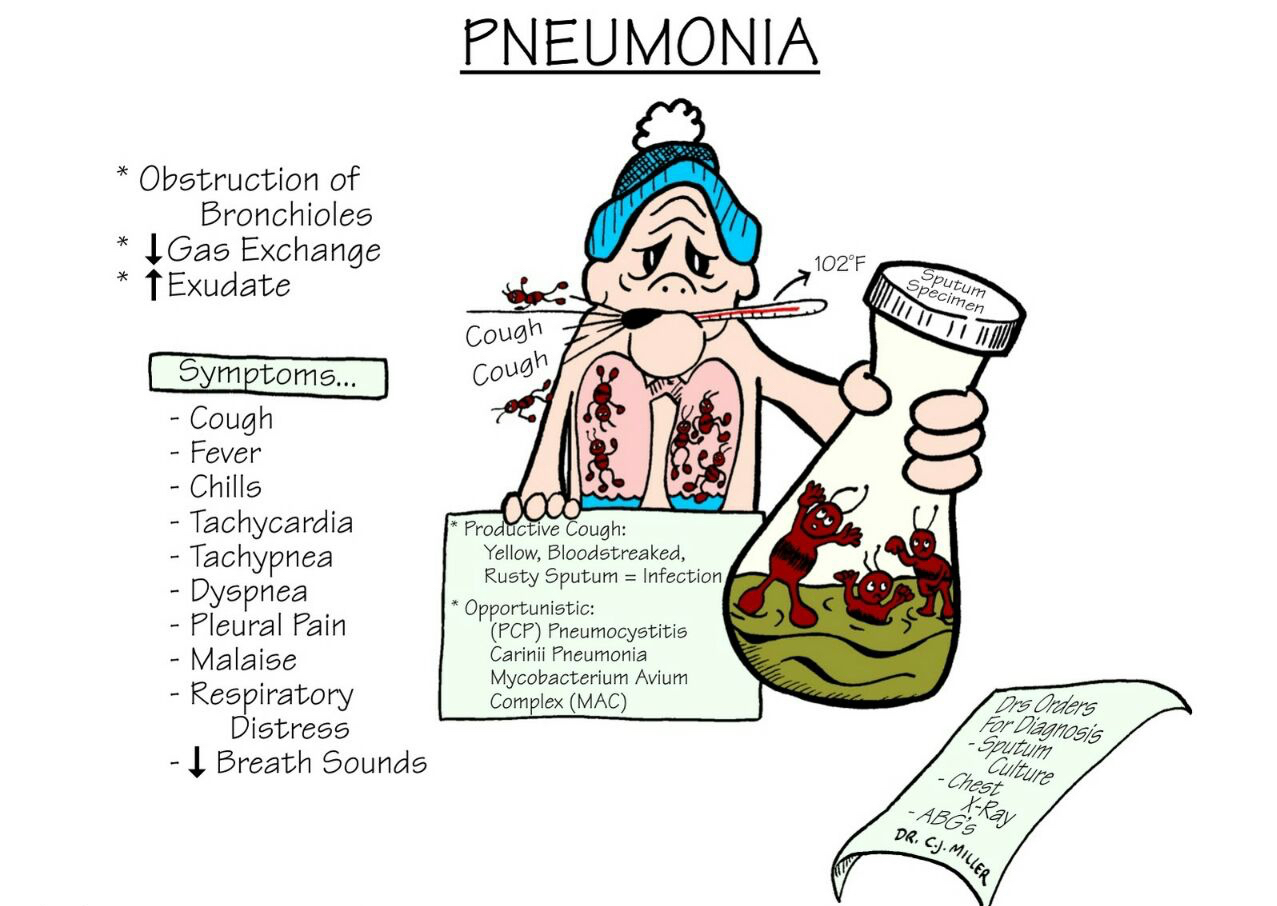 PNEUMONIA
* Obstruction of
Bronchioles
* ↓Gas Exchange
* ↑Exudate
Symptoms...
- Cough
- Fever
- Chills
- Tachycardia
- Tachypnea
- Dyspnea
- Pleural Pain
- Malaise
- Respiratory
Distress
- ↓ Breath Sounds
Cough
Cough
102°F
Sputum
Specimen
* Productive Cough:
Yellow, Bloodstreaked,
Rusty Sputum = Infection
* Opportunistic:
(PCP) Pneumocystitis
Carinii Pneumonia
Mycobacterium Avium
Complex (MAC)
Drs Orders
For Diagnosis
- Sputum
Culture
- Chest
X-Ray
- ABG's
DR. C.J. MILLER